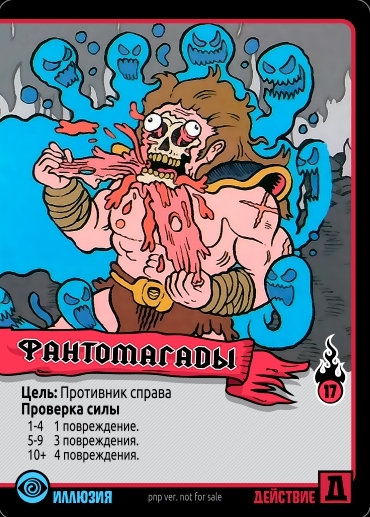 ФАНТОМАГАДЫ
17
Цель: Противник справа
Проверка силы
1-4 1 повреждение.
5-9 3 повреждения.
10+ 4 повреждения.
ИЛЛЮЗИЯ pnp ver. not for sale ДЕЙСТВИЕ Д